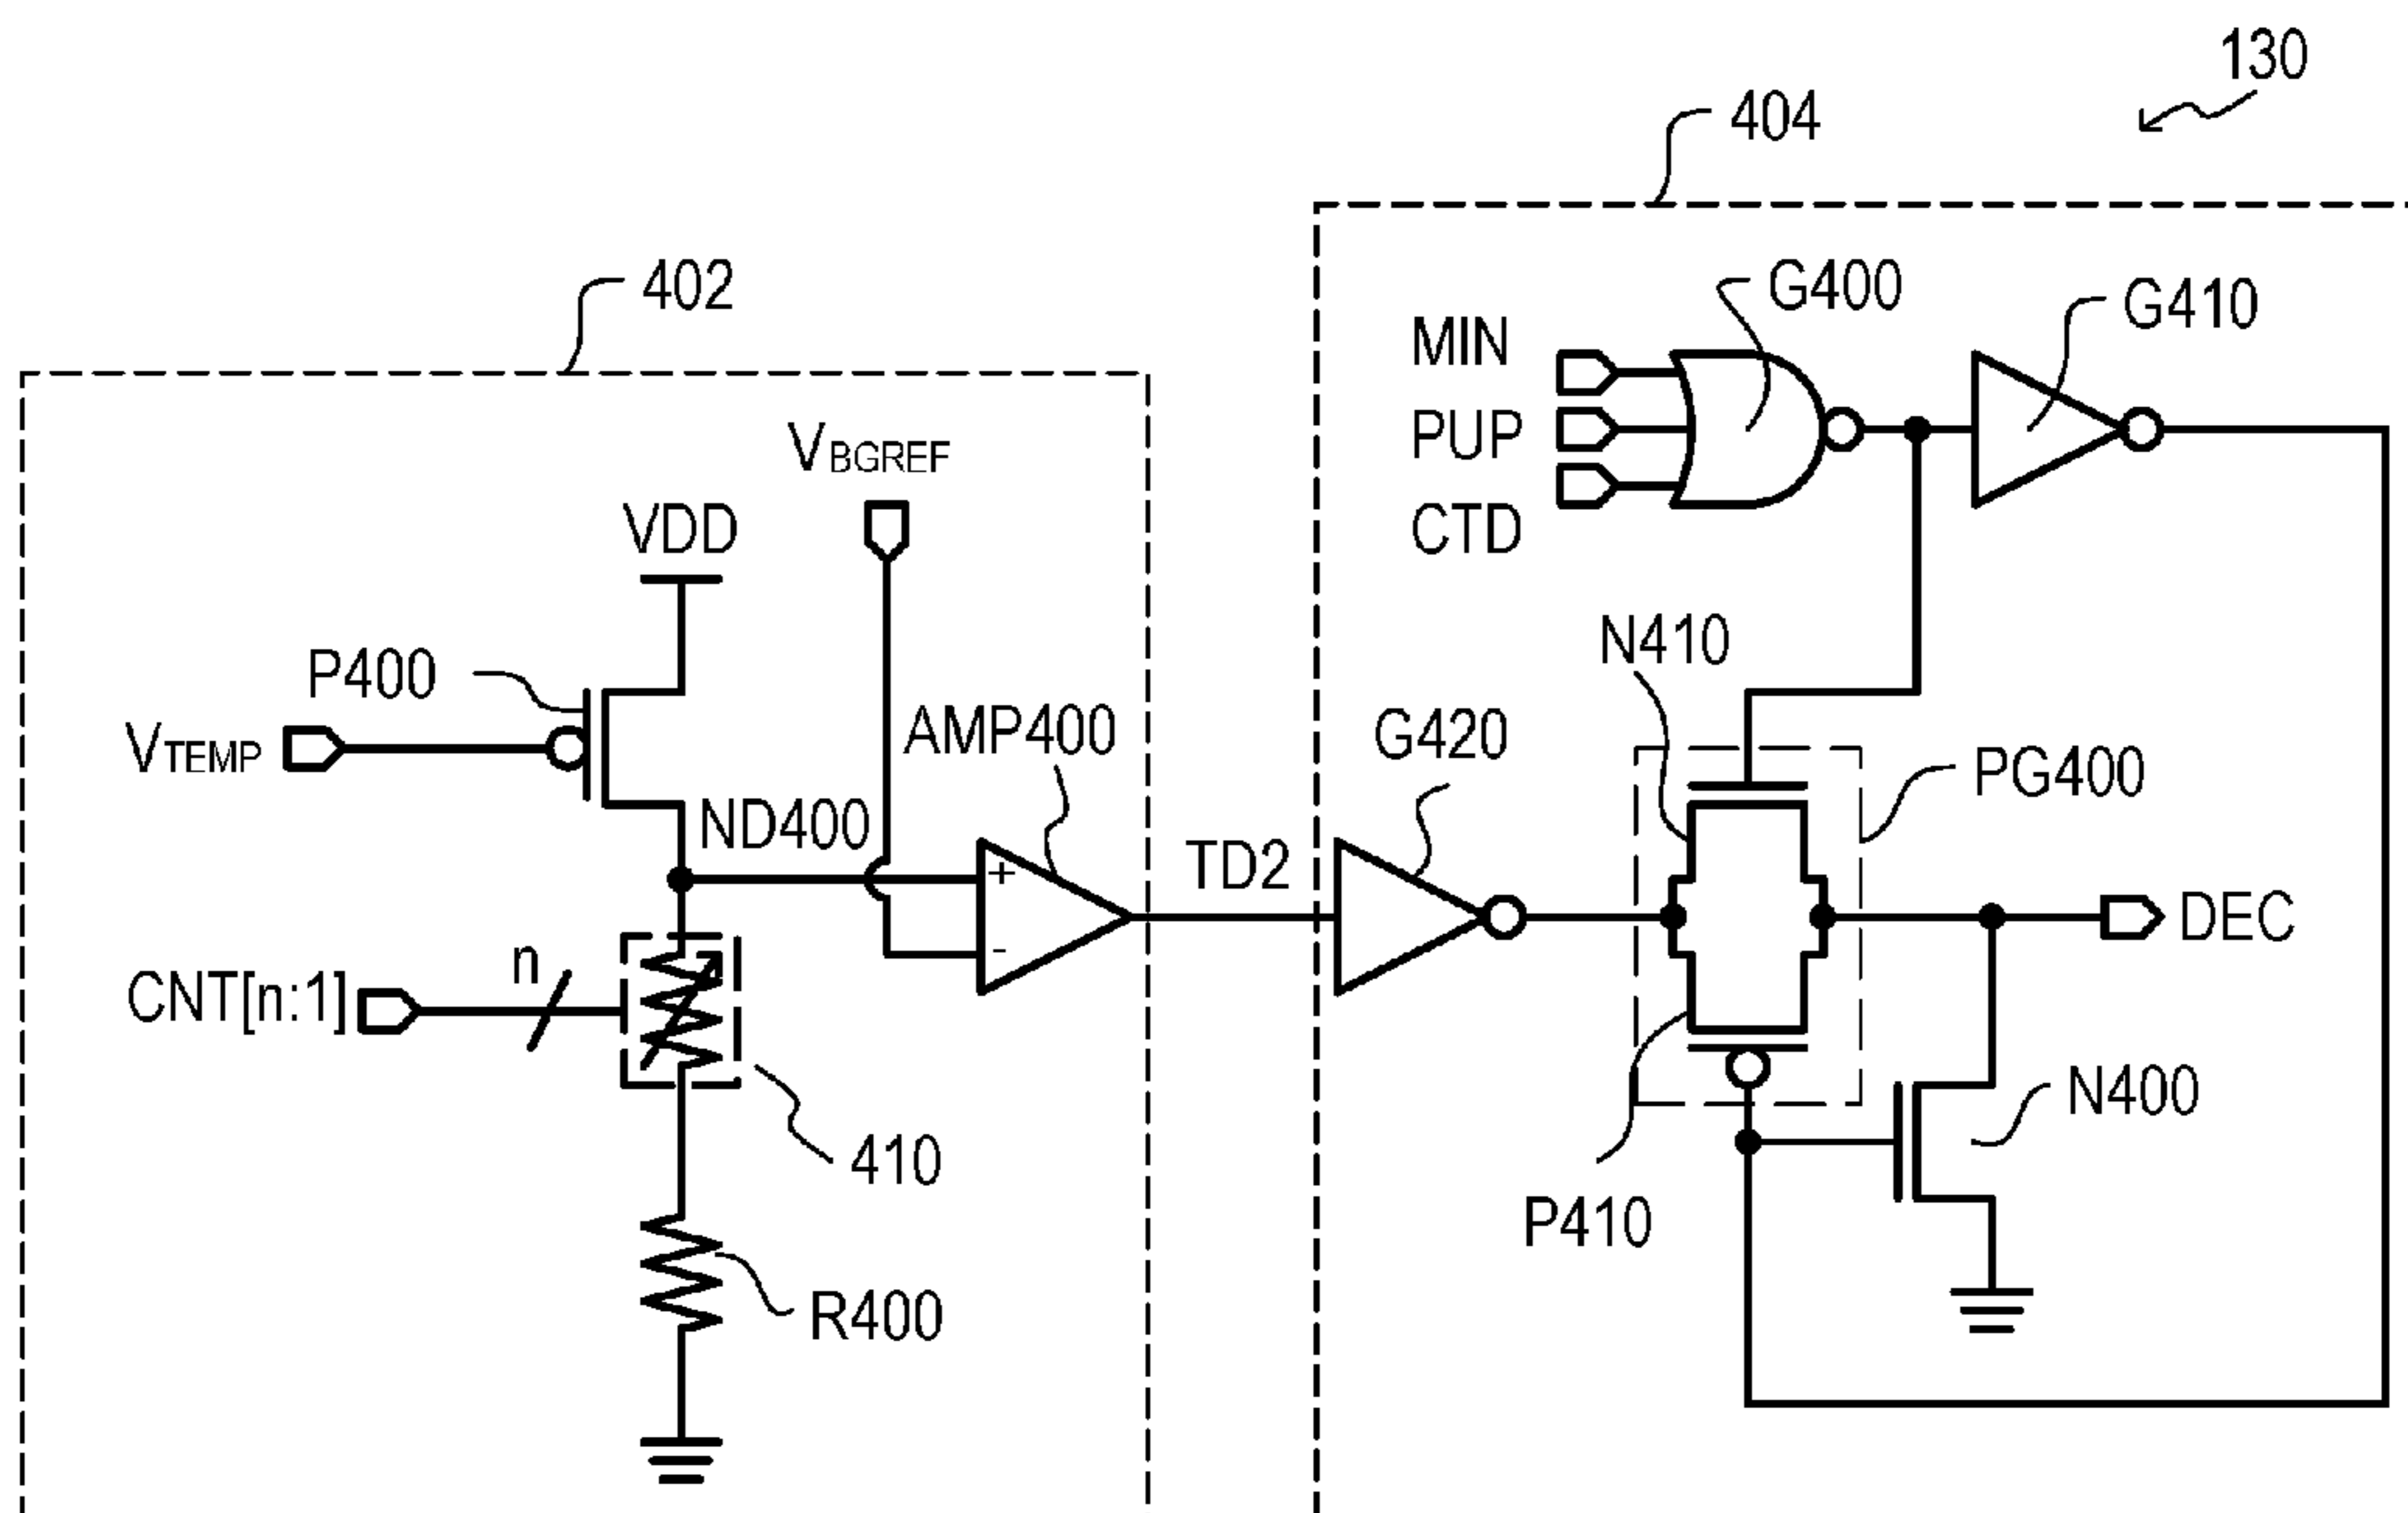 130
404
402
G400
G410
MIN
PUP
CTD
VBGREF
VDD
P400
VTEMP
ND400
AMP400
N410
G420
PG400
TD2
+
-
DEC
CNT[n:1]
n
410
N400
P410
R400